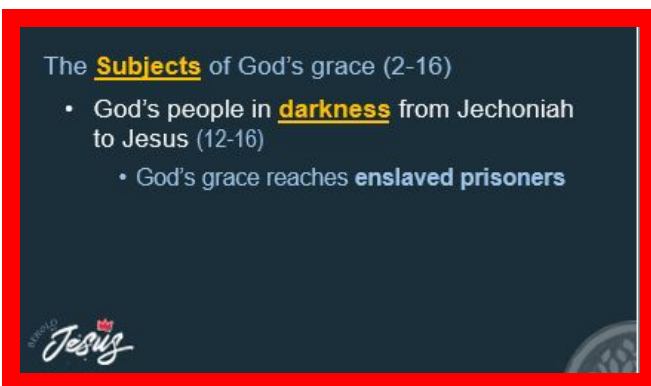 The Subjects of God's grace (2-16)
• God's people in darkness from Jechoniah
to Jesus (12-16)
• God's grace reaches enslaved prisoners
BEHOLD
Jesus